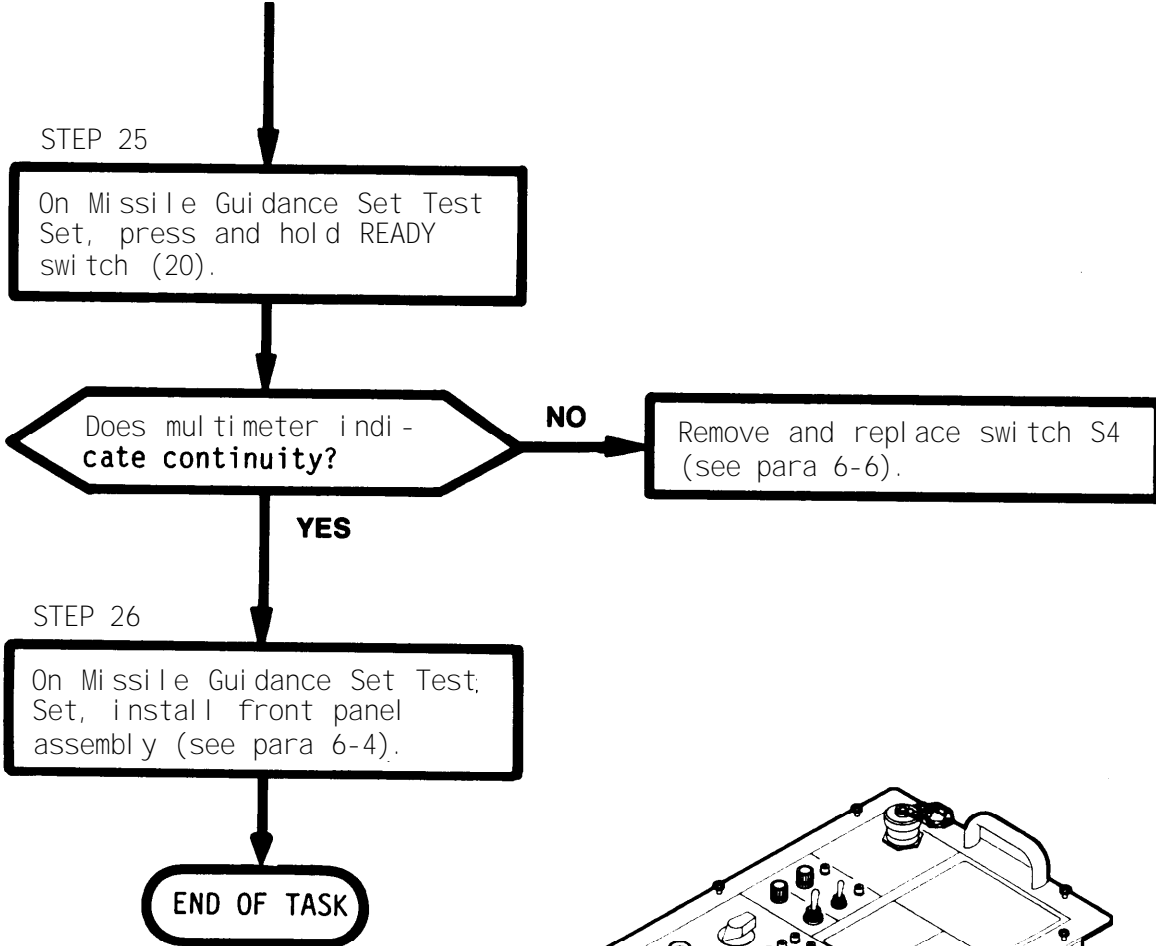 STEP 25
On Missile Guidance Set Test
Set, press and hold READY
switch (20).
Does multimeter indi-
cate continuity?
NO
Remove and replace switch S4
(see para 6-6).
YES
STEP 26
On Missile Guidance Set Test
Set, install front panel
assembly (see para 6-4).
END OF TASK